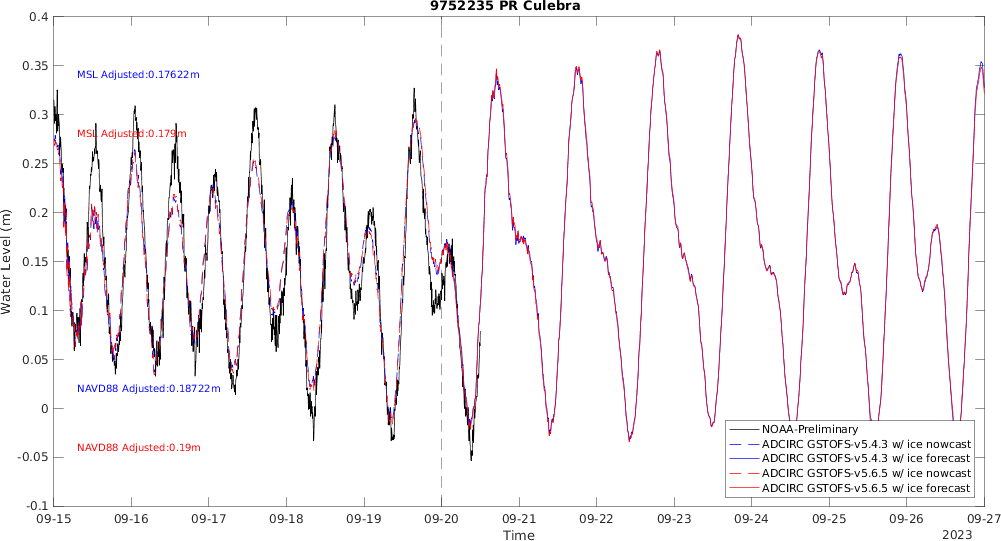 9752235 PR Culebra
0.4
0.35
0.3
0.25
0.2
0.15
0.1
0.05
0
-0.05
-0.1
Water Level (m)
MSL Adjusted:0.17622m
MSL Adjusted:0.179m
NAVD88 Adjusted:0.18722m
NAVD88 Adjusted:0.19m
NOAA-Preliminary
ADCIRC GSTOFS-v5.4.3 w/ ice nowcast
ADCIRC GSTOFS-v5.4.3 w/ ice forecast
ADCIRC GSTOFS-v5.6.5 w/ ice nowcast
ADCIRC GSTOFS-v5.6.5 w/ ice forecast
09-15 09-16 09-17 09-18 09-19 09-20 09-21 09-22 09-23 09-24 09-25 09-26 09-27
Time
2023